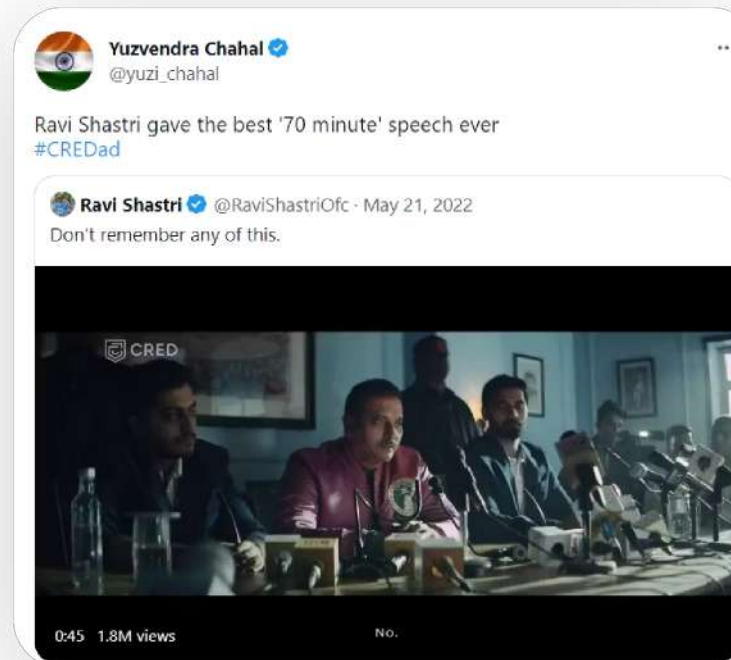 Yuzvendra Chahal
@yuzi_chahal
Ravi Shastri gave the best '70 minute' speech ever
#CREDad
Ravi Shastri @RaviShastriOfc · May 21, 2022
Don't remember any of this.
CRED
0:45 1.8M views
No.